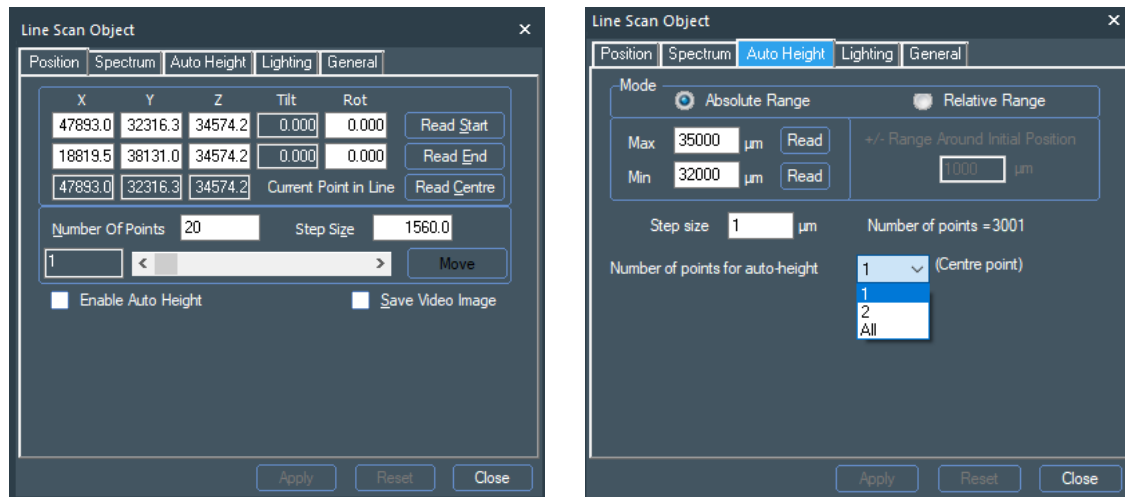 Line Scan Object ×
Position Spectrum Auto Height Lighting General
X Y Z Tilt Rot
47893.0 32316.3 34574.2 0.000 0.000 Read Start
18819.5 38131.0 34574.2 0.000 0.000 Read End
47893.0 32316.3 34574.2 Current Point in Line Read Centre
Number Of Points 20 Step Size 1560.0
1 < > Move
Enable Auto Height Save Video Image
Apply Reset Close
Line Scan Object ×
Position Spectrum Auto Height Lighting General
Mode
Absolute Range Relative Range
Max 35000 µm Read +/- Range Around Initial Position
Min 32000 µm Read 1000 µm
Step size 1 µm Number of points =3001
Number of points for auto-height 1 (Centre point)
1
2
All
Apply Reset Close